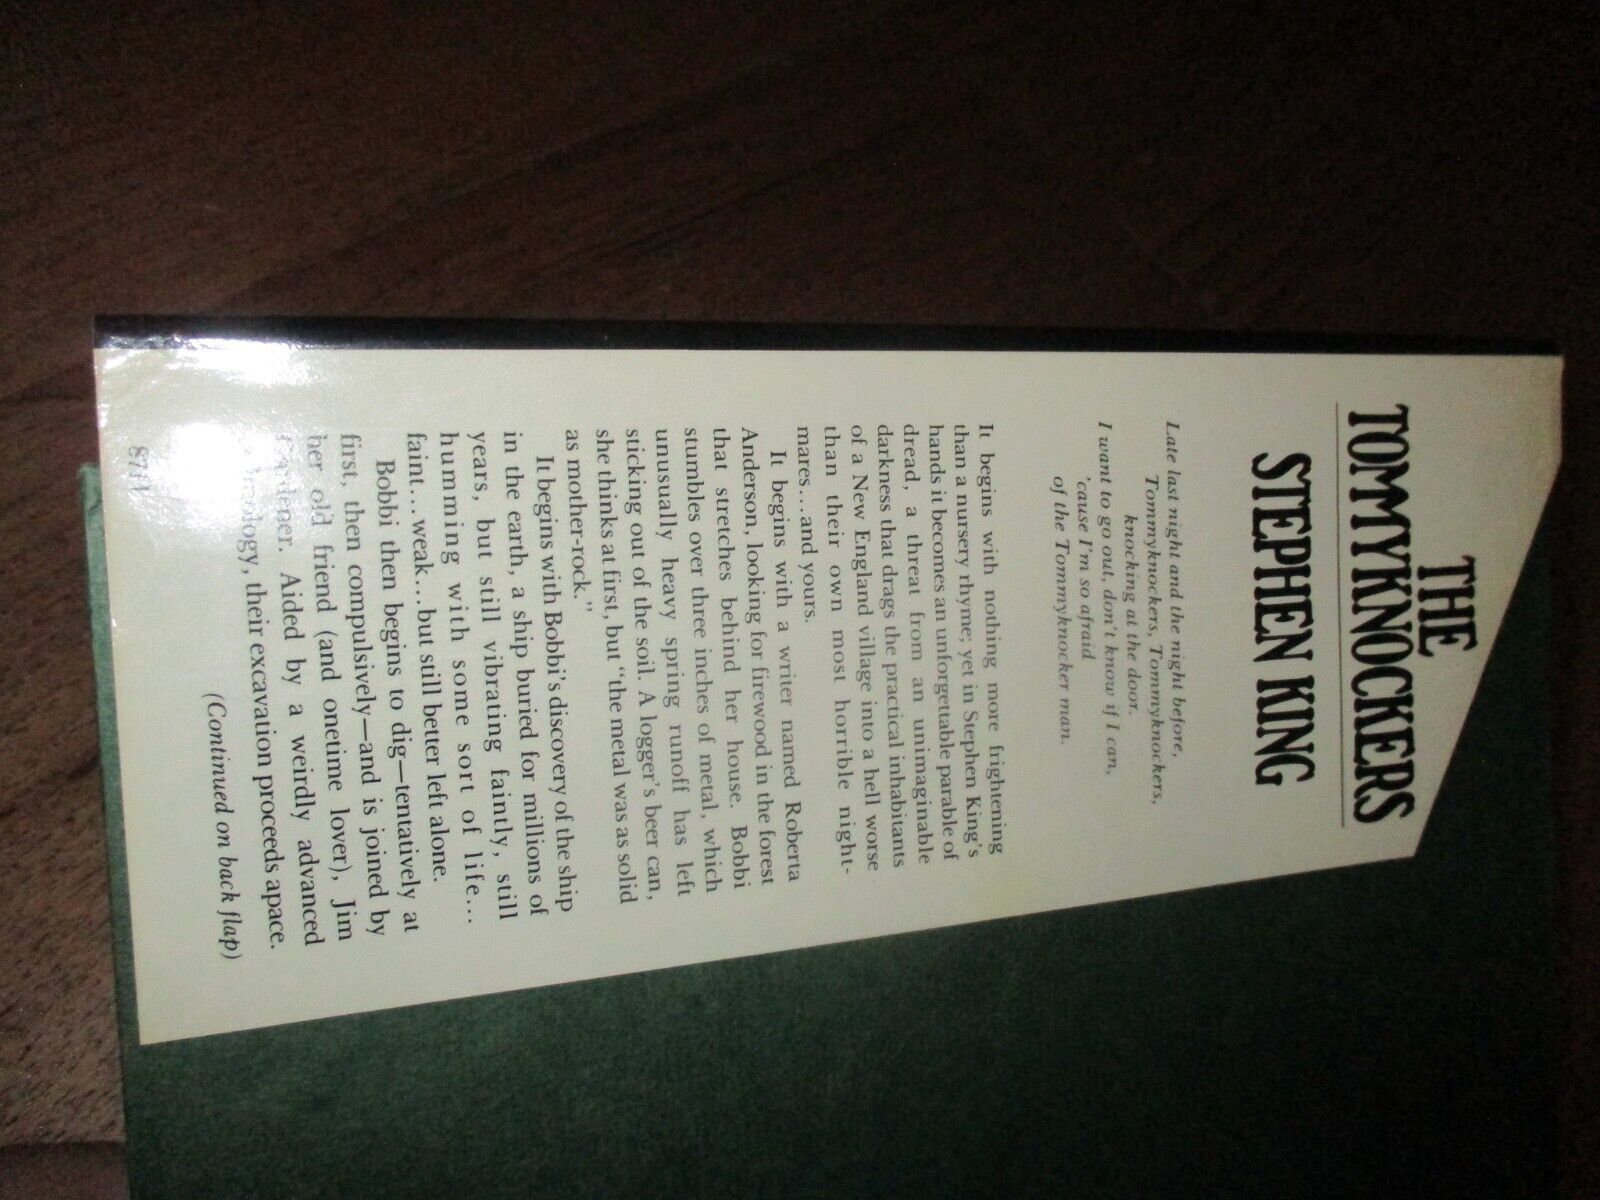 THE
TOMMYKNOCKERS
STEPHEN KING
Late last night and the night before,
Tommyknockers, Tommyknockers,
knocking at the door.
I want to go out, don't know if I can,
'cause I'm so afraid
of the Tommyknocker man.
It begins with nothing more frightening
than a nursery rhyme; yet in Stephen King's
hands it becomes an unforgettable parable of
dread, a threat from an unimaginable
darkness that drags the practical inhabitants
of a New England village into a hell worse
than their own most horrible night-
mares...and yours.
It begins with a writer named Roberta
Anderson, looking for firewood in the forest
that stretches behind her house. Bobbi
stumbles over three inches of metal, which
unusually heavy spring runoff has left
sticking out of the soil. A logger's beer can,
she thinks at first, but "the metal was as solid
as mother-rock."
It begins with Bobbi's discovery of the ship
in the earth, a ship buried for millions of
years, but still vibrating faintly, still
humming with some sort of life...
faint...weak...but still better left alone.
Bobbi then begins to dig—tentatively at
first, then compulsively—and is joined by
her old friend (and onetime lover), Jim
Gardener. Aided by a weirdly advanced
technology, their excavation proceeds apace.
(Continued on back flap)